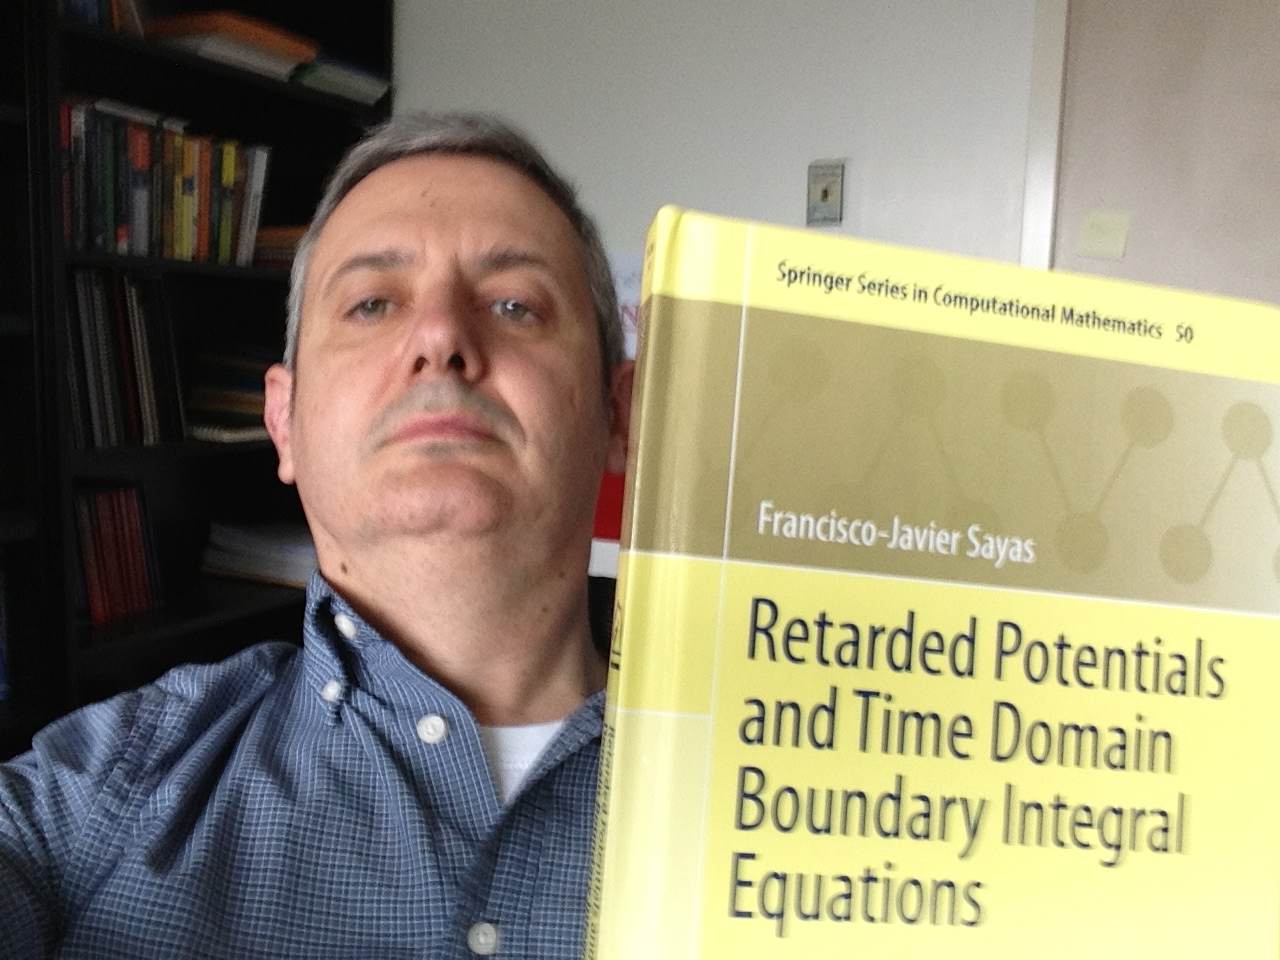 Springer Series in Computational Mathematics 50
Francisco-Javier Sayas
Retarded Potentials
and Time Domain
Boundary Integral
Equations